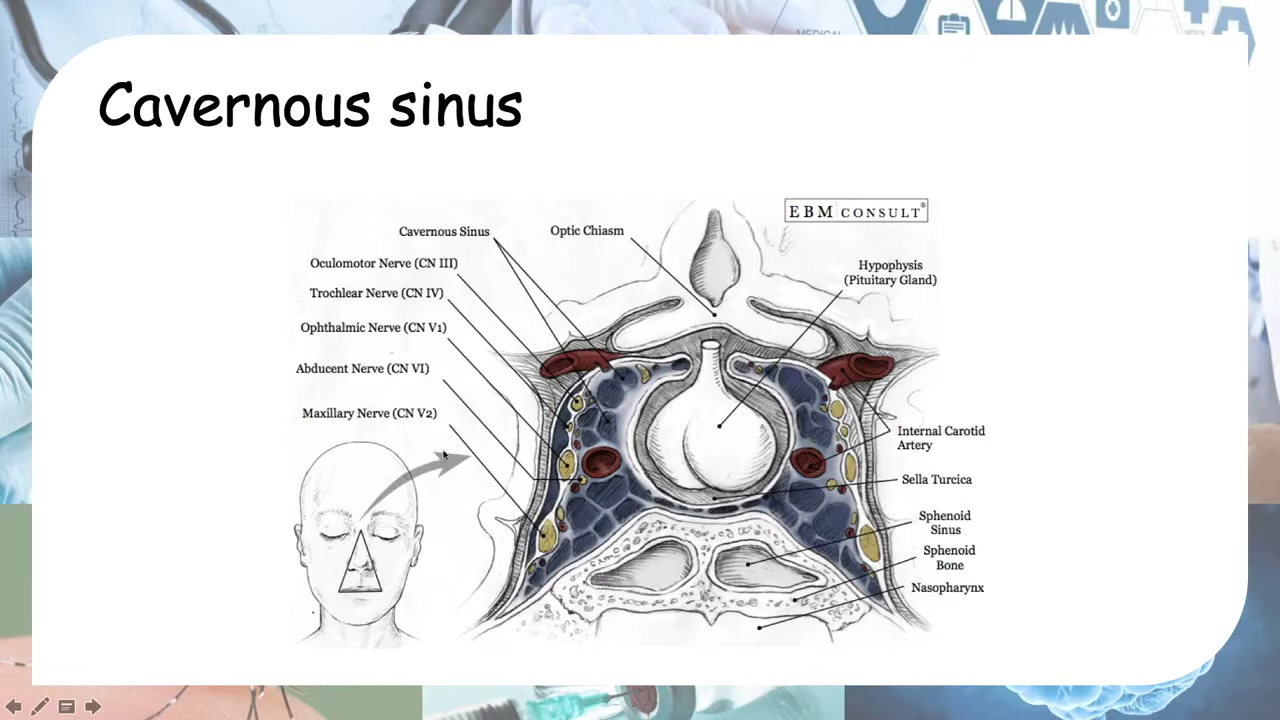 MEDICAL
Cavernous sinus
EBM CONSULT®
Cavernous Sinus
Optic Chiasm
Oculomotor Nerve (CN III)
Trochlear Nerve (CN IV)
Ophthalmic Nerve (CN V1)
Abducent Nerve (CN VI)
Maxillary Nerve (CN V2)
Hypophysis
(Pituitary Gland)
Internal Carotid
Artery
Sella Turcica
Sphenoid
Sinus
Sphenoid
Bone
Nasopharynx